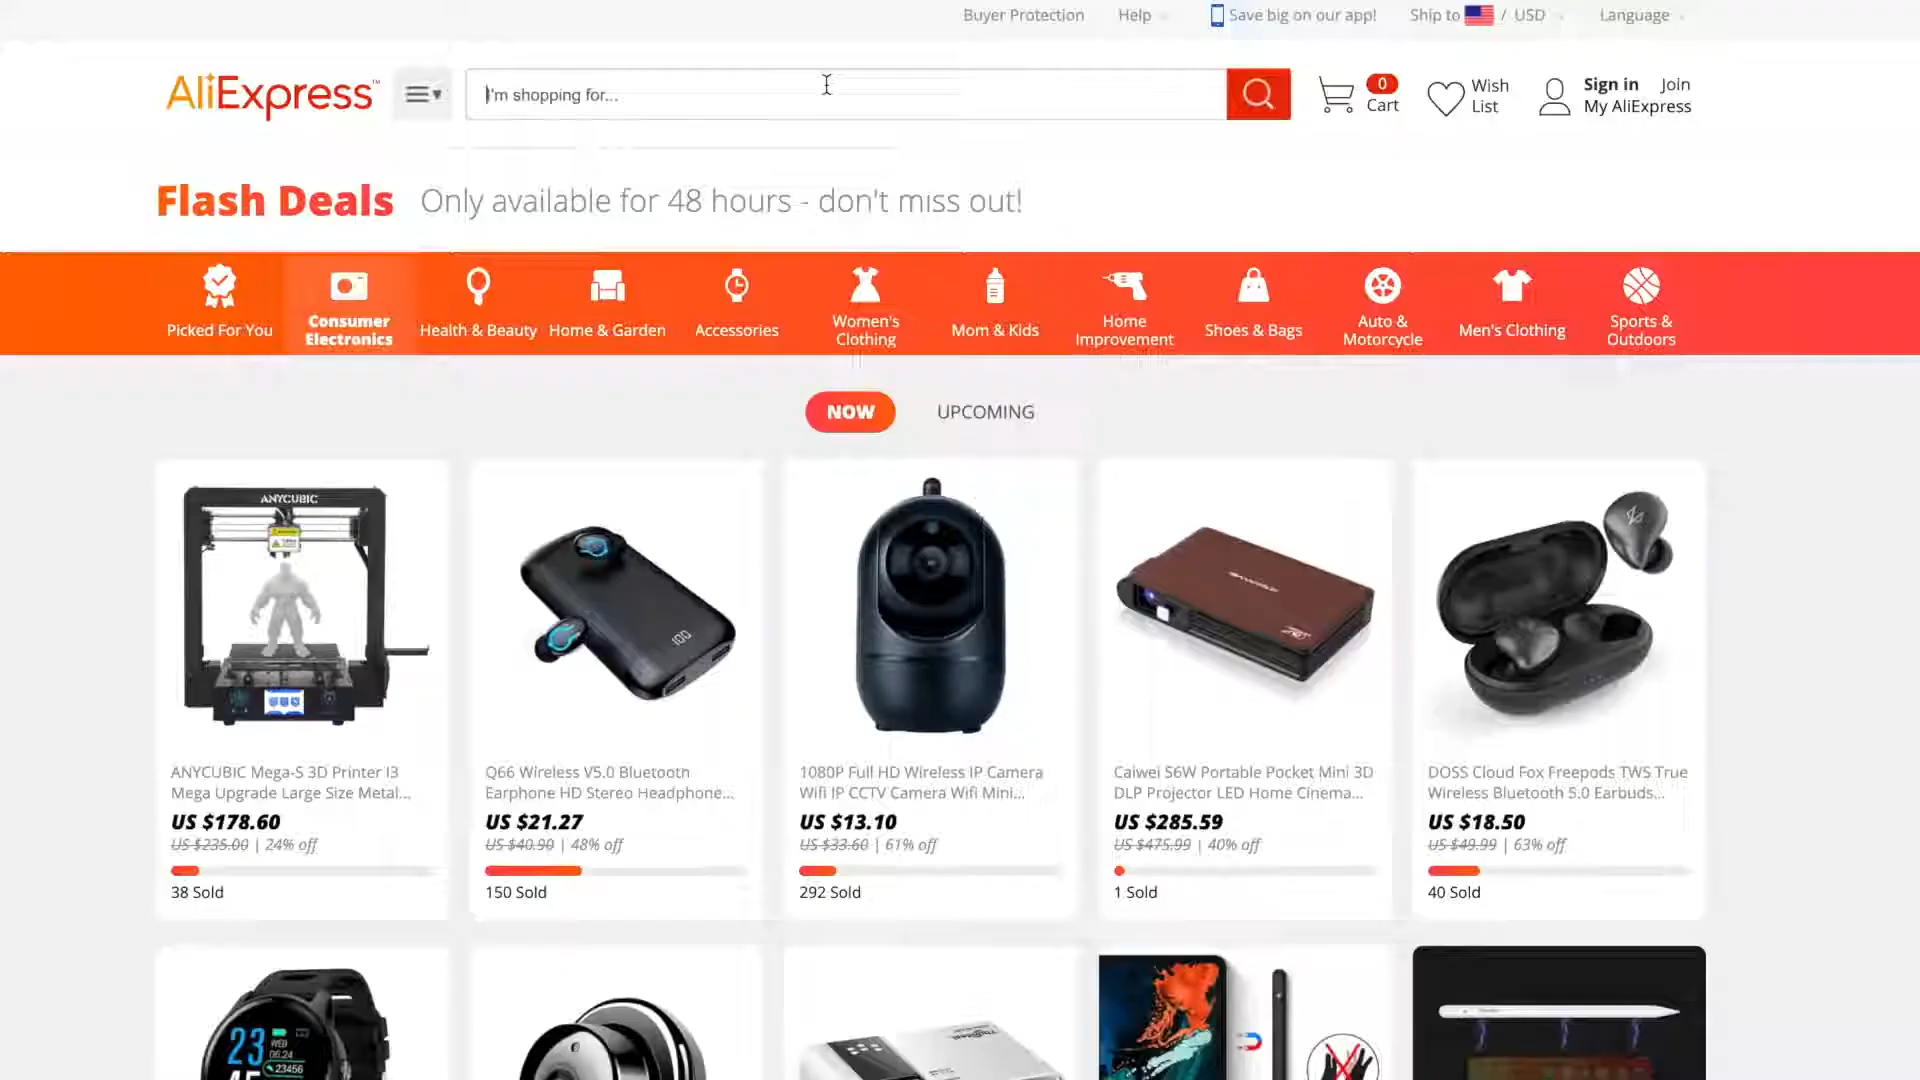 Buyer Protection
Help
Save big on our app!
Ship to / USD
Language
AliExpress™
I'm shopping for...
0
Cart
Wish
List
Sign in Join
My AliExpress
Flash Deals Only available for 48 hours - don't miss out!
Picked For You
Consumer
Electronics
Health & Beauty
Home & Garden
Accessories
Women's
Clothing
Mom & Kids
Home
Improvement
Shoes & Bags
Auto &
Motorcycle
Men's Clothing
Sports &
Outdoors
NOW
UPCOMING
ANYCUBIC
100
ANYCUBIC Mega-S 3D Printer I3
Mega Upgrade Large Size Metal...
US $178.60
US $235.00 | 24% off
38 Sold
Q66 Wireless V5.0 Bluetooth
Earphone HD Stereo Headphone...
US $21.27
US $40.90 | 48% off
150 Sold
1080P Full HD Wireless IP Camera
Wifi IP CCTV Camera Wifi Mini...
US $13.10
US $33.60 | 61% off
292 Sold
Caiwei S6W Portable Pocket Mini 3D
DLP Projector LED Home Cinema...
US $285.59
US $475.99 | 40% off
1 Sold
DOSS Cloud Fox Freepods TWS True
Wireless Bluetooth 5.0 Earbuds...
US $18.50
US $49.99 | 63% off
40 Sold
23
WED
06.24
23456